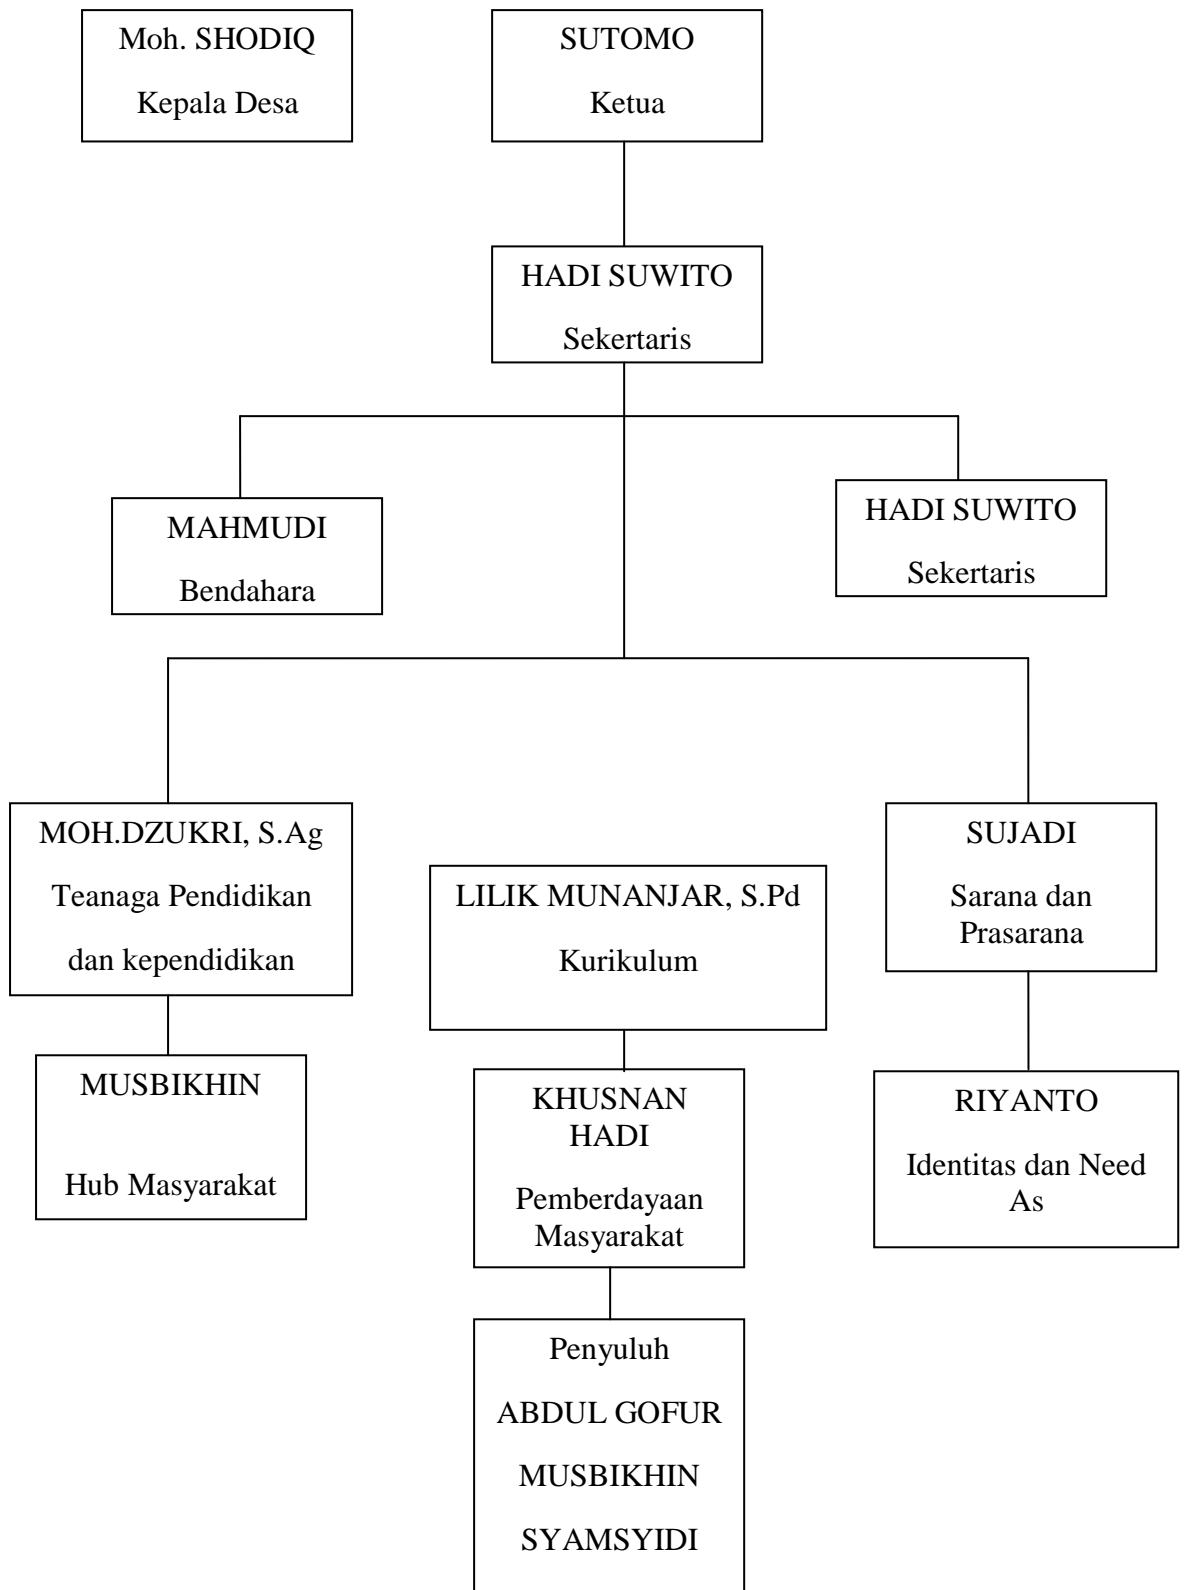 Moh. SHODIQ
Kepala Desa
SUTOMO
Ketua
HADI SUWITO
Sekertaris
MAHMUDI
Bendahara
HADI SUWITO
Sekertaris
MOH.DZUKRI, S.Ag
Teanaga Pendidikan
dan kependidikan
LILIK MUNANJAR, S.Pd
Kurikulum
SUJADI
Sarana dan
Prasarana
MUSBIKHIN
Hub Masyarakat
KHUSNAN
HADI
Pemberdayaan
Masyarakat
RIYANTO
Identitas dan Need
As
Penyuluh
ABDUL GOFUR
MUSBIKHIN
SYAMSYIDI